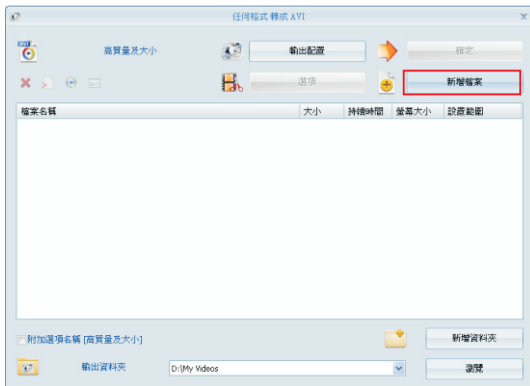 任何格式 轉成 AVI
高質量及大小
輸出配置
確定
選項
新增檔案
檔案名稱
大小
持續時間
螢幕大小
設置範圍
附加選項名稱 [高質量及大小]
新增資料夾
輸出資料夾
D:\My Videos
瀏覽